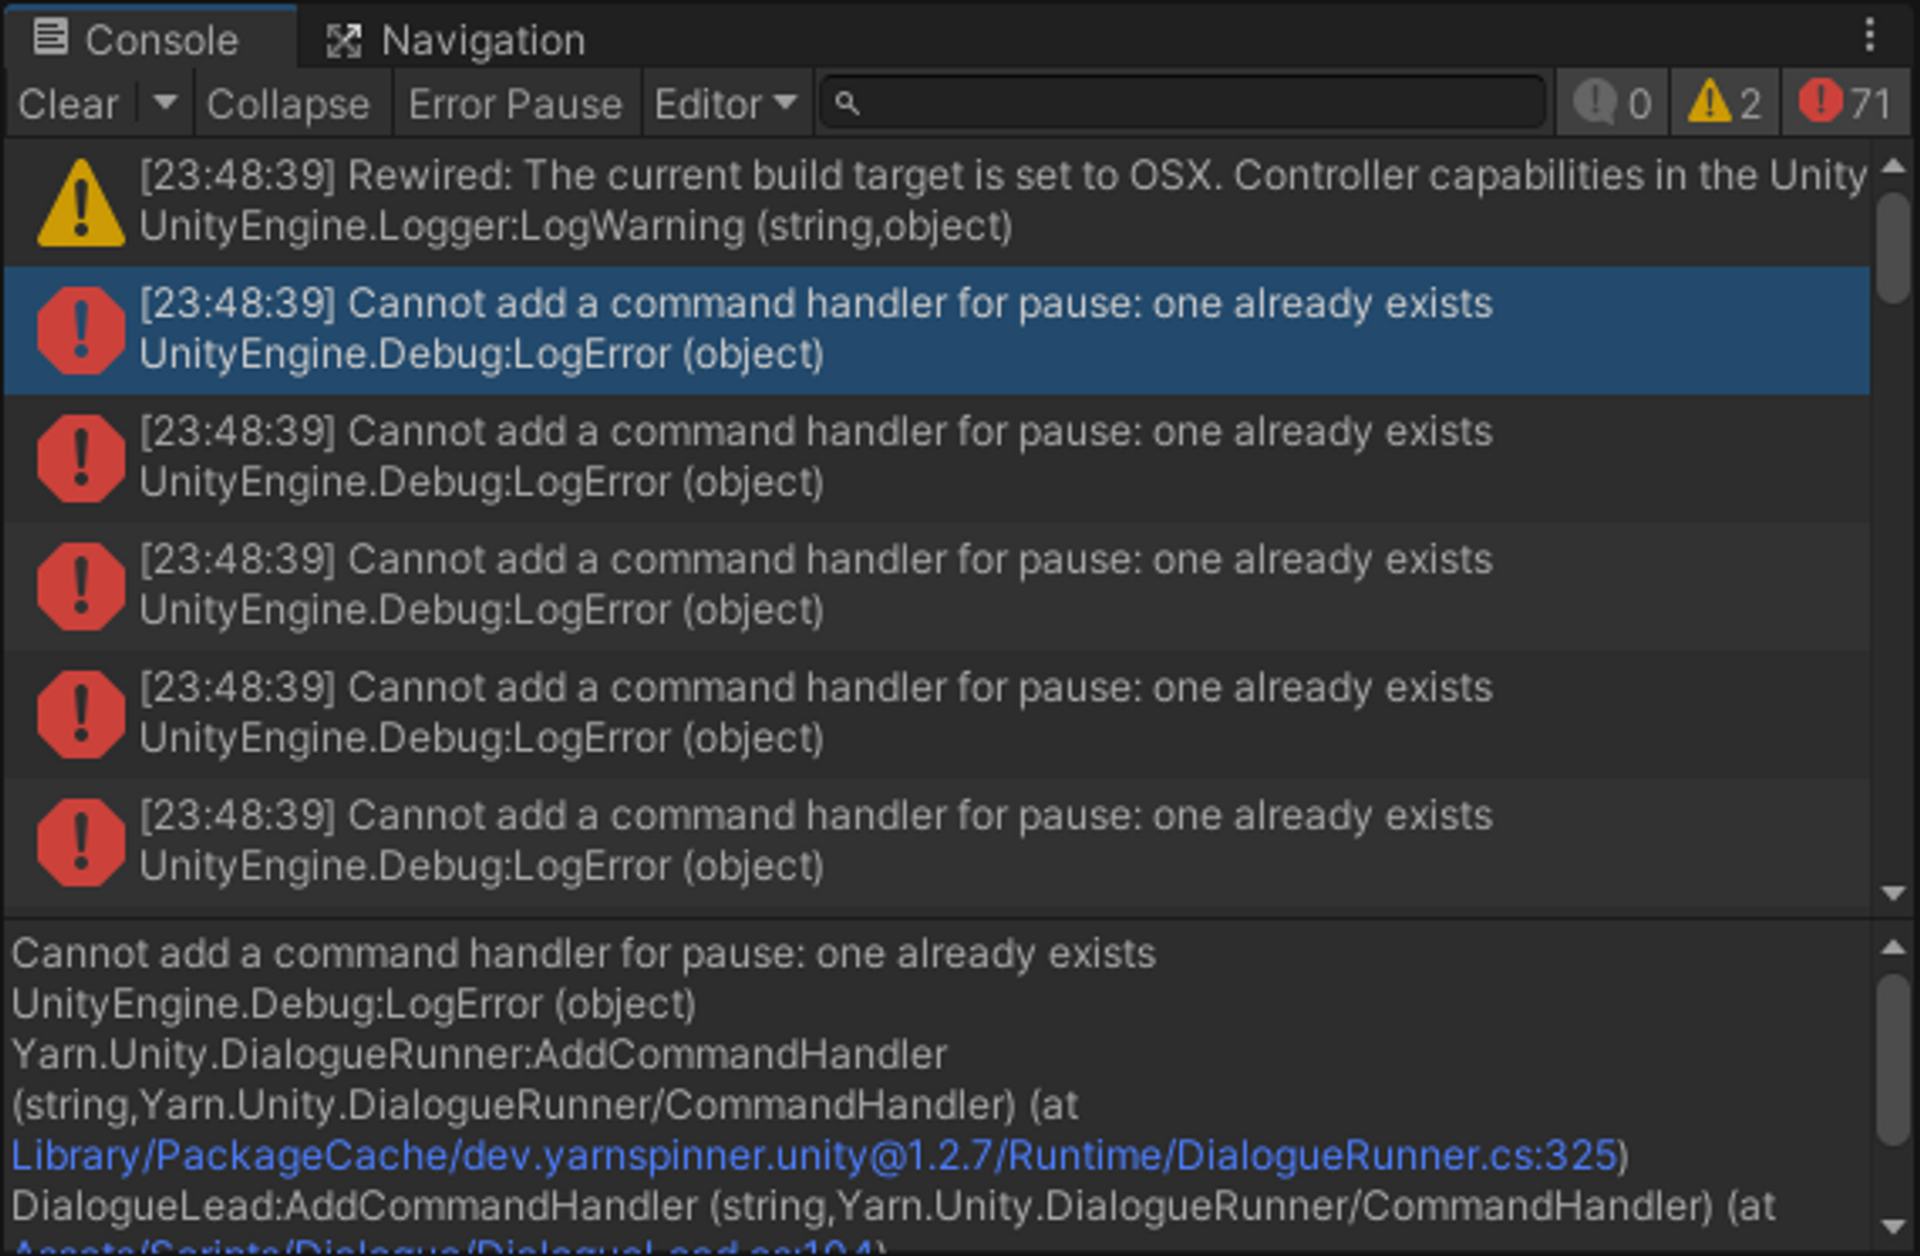 Console
Navigation
Clear
Collapse
Error Pause
Editor
0
2
71
[23:48:39] Rewired: The current build target is set to OSX. Controller capabilities in the Unity
UnityEngine.Logger:LogWarning (string,object)
[23:48:39] Cannot add a command handler for pause: one already exists
UnityEngine.Debug:LogError (object)
[23:48:39] Cannot add a command handler for pause: one already exists
UnityEngine.Debug:LogError (object)
[23:48:39] Cannot add a command handler for pause: one already exists
UnityEngine.Debug:LogError (object)
[23:48:39] Cannot add a command handler for pause: one already exists
UnityEngine.Debug:LogError (object)
[23:48:39] Cannot add a command handler for pause: one already exists
UnityEngine.Debug:LogError (object)
Cannot add a command handler for pause: one already exists
UnityEngine.Debug:LogError (object)
Yarn.Unity.DialogueRunner:AddCommandHandler
(string,Yarn.Unity.DialogueRunner/CommandHandler) (at
Library/PackageCache/dev.yarnspinner.unity@1.2.7/Runtime/DialogueRunner.cs:325)
DialogueLead:AddCommandHandler (string,Yarn.Unity.DialogueRunner/CommandHandler) (at
Assets/Scripts/Dialogue/DialogueLead.cs:104)